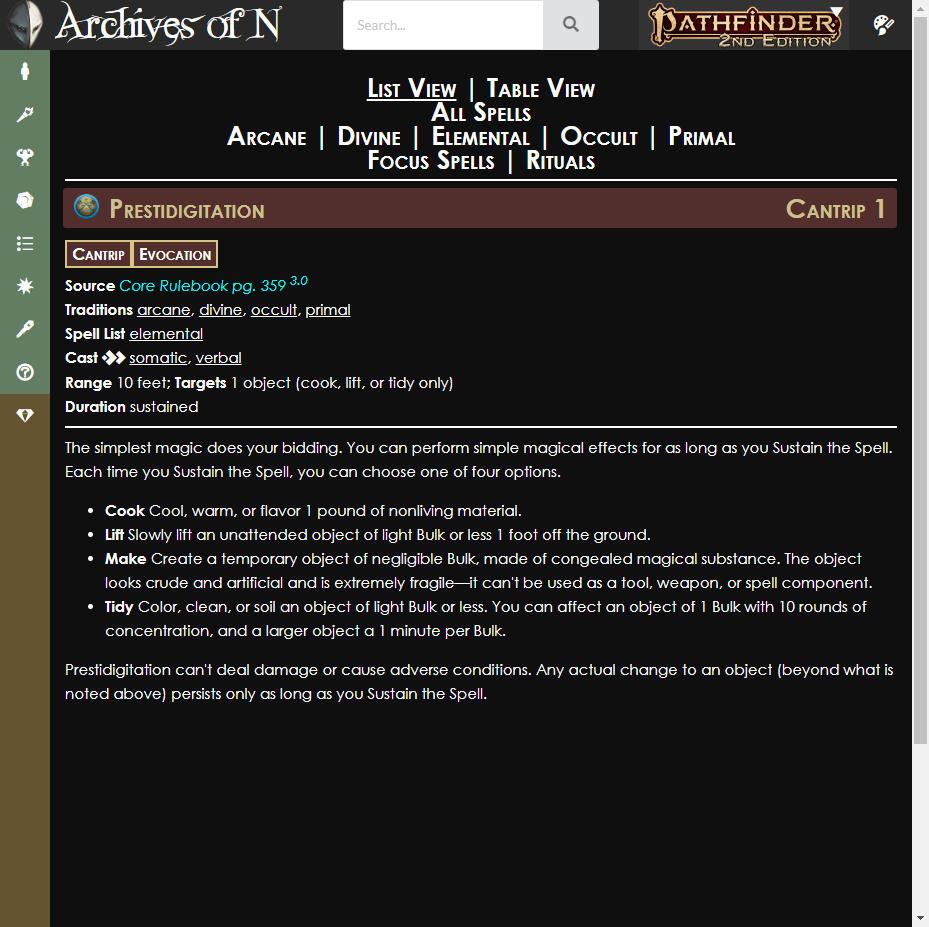 Archives of N
Search...
PATHFINDER
2ND EDITION
LIST VIEW | TABLE VIEW
ALL SPELLS
ARCANE | DIVINE | ELEMENTAL | OCCULT | PRIMAL
FOCUS SPELLS | RITUALS
PRESTIDIGITATION CANTRIP 1
CANTRIP EVOCATION
Source Core Rulebook pg. 359 3.0
Traditions arcane, divine, occult, primal
Spell List elemental
Cast somatic, verbal
Range 10 feet; Targets 1 object (cook, lift, or tidy only)
Duration sustained
The simplest magic does your bidding. You can perform simple magical effects for as long as you Sustain the Spell.
Each time you Sustain the Spell, you can choose one of four options.
• Cook Cool, warm, or flavor 1 pound of nonliving material.
• Lift Slowly lift an unattended object of light Bulk or less 1 foot off the ground.
• Make Create a temporary object of negligible Bulk, made of congealed magical substance. The object
looks crude and artificial and is extremely fragile—it can't be used as a tool, weapon, or spell component.
• Tidy Color, clean, or soil an object of light Bulk or less. You can affect an object of 1 Bulk with 10 rounds of
concentration, and a larger object a 1 minute per Bulk.
Prestidigitation can't deal damage or cause adverse conditions. Any actual change to an object (beyond what is
noted above) persists only as long as you Sustain the Spell.